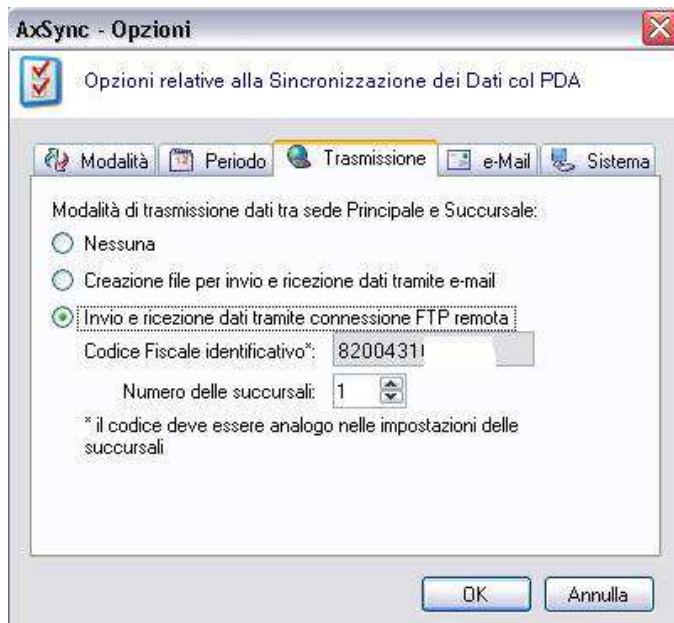 AxSync - Opzioni
Opzioni relative alla Sincronizzazione dei Dati col PDA
Modalità
12
Periodo
Trasmissione
e-Mail
Sistema
Modalità di trasmissione dati tra sede Principale e Succursale:
Nessuna
Creazione file per invio e ricezione dati tramite e-mail
Invio e ricezione dati tramite connessione FTP remota
Codice Fiscale identificativo*: 8200431
Numero delle succursali: 1
* il codice deve essere analogo nelle impostazioni delle
succursali
OK
Annulla